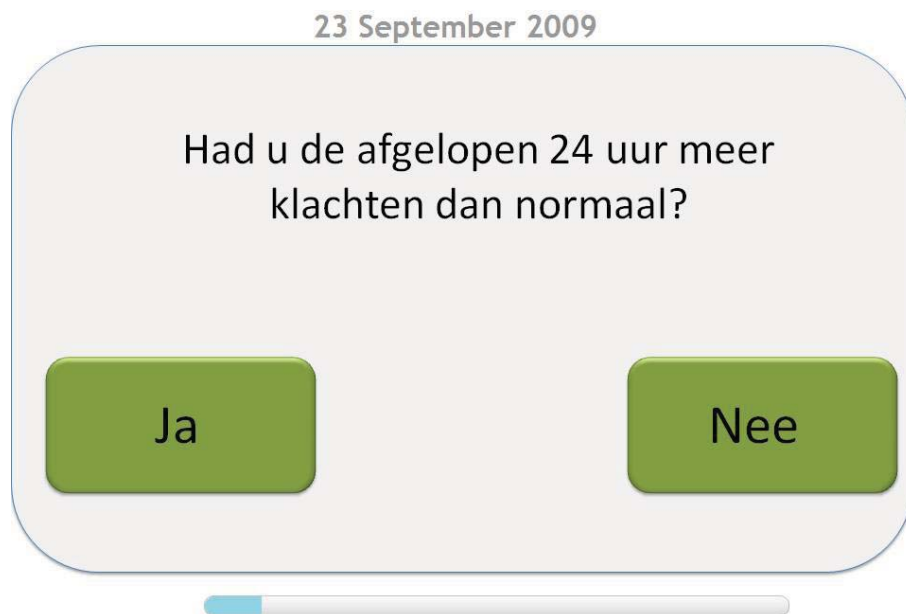 23 September 2009
Had u de afgelopen 24 uur meer
klachten dan normaal?
Ja
Nee